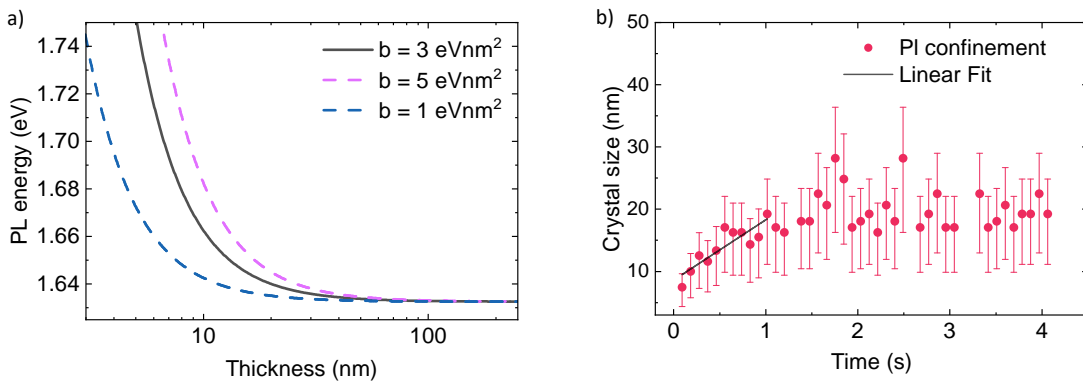 a)
1.74
1.72
1.70
1.68
1.66
1.64
PL energy (eV)
b = 3 eVnm²
b = 5 eVnm²
b = 1 eVnm²
10
100
Thickness (nm)
b)
50
40
30
20
10
Crystal size (nm)
Pl confinement
Linear Fit
0
1
2
3
4
Time (s)